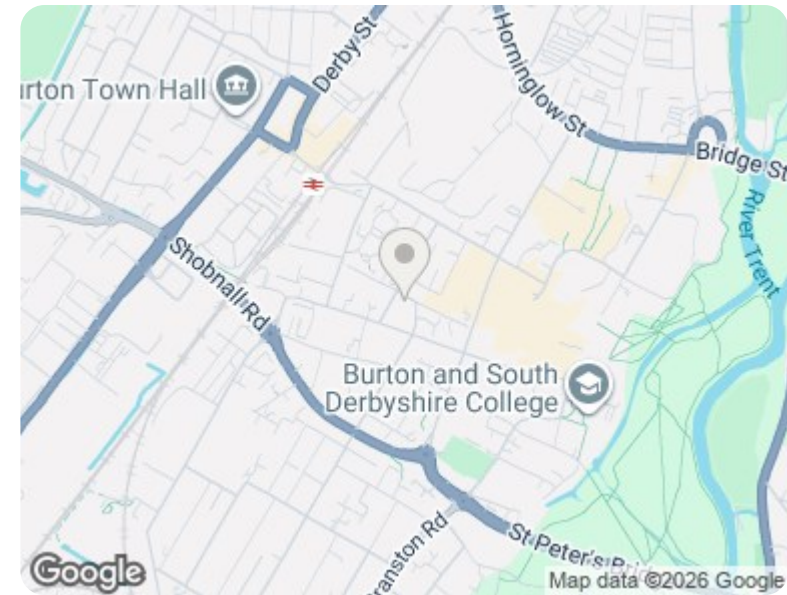 Derby St
Horninglow St
urton Town Hall
Bridge St
River Trent
Shobnall Rd
Burton and South
Derbyshire College
ranston Rd
St Peter's Bri
Google
Map data ©2026 Google